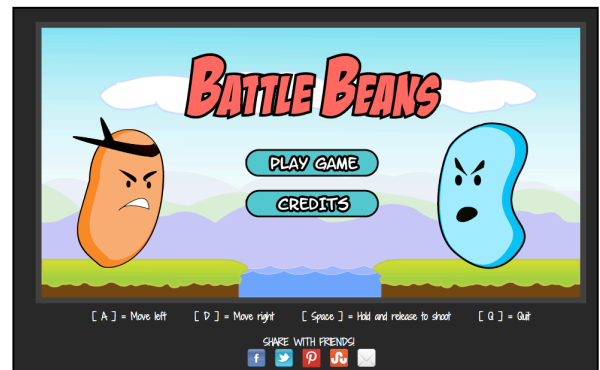 BATTLE BEANS
PLAY GAME
CREDITS
[ A ] = Move left [ D ] = Move right [ Space ] = Hold and release to shoot [ Q ] = Quit
SHARE WITH FRIENDS!